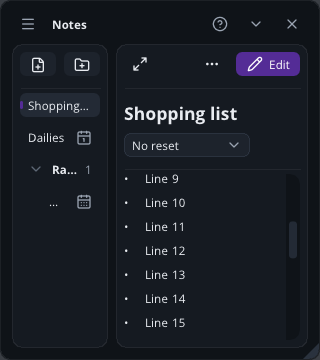 Notes
Shopping...
Dailies
Ra... 1
...
Edit
Shopping list
No reset
• Line 9
• Line 10
• Line 11
• Line 12
• Line 13
• Line 14
• Line 15